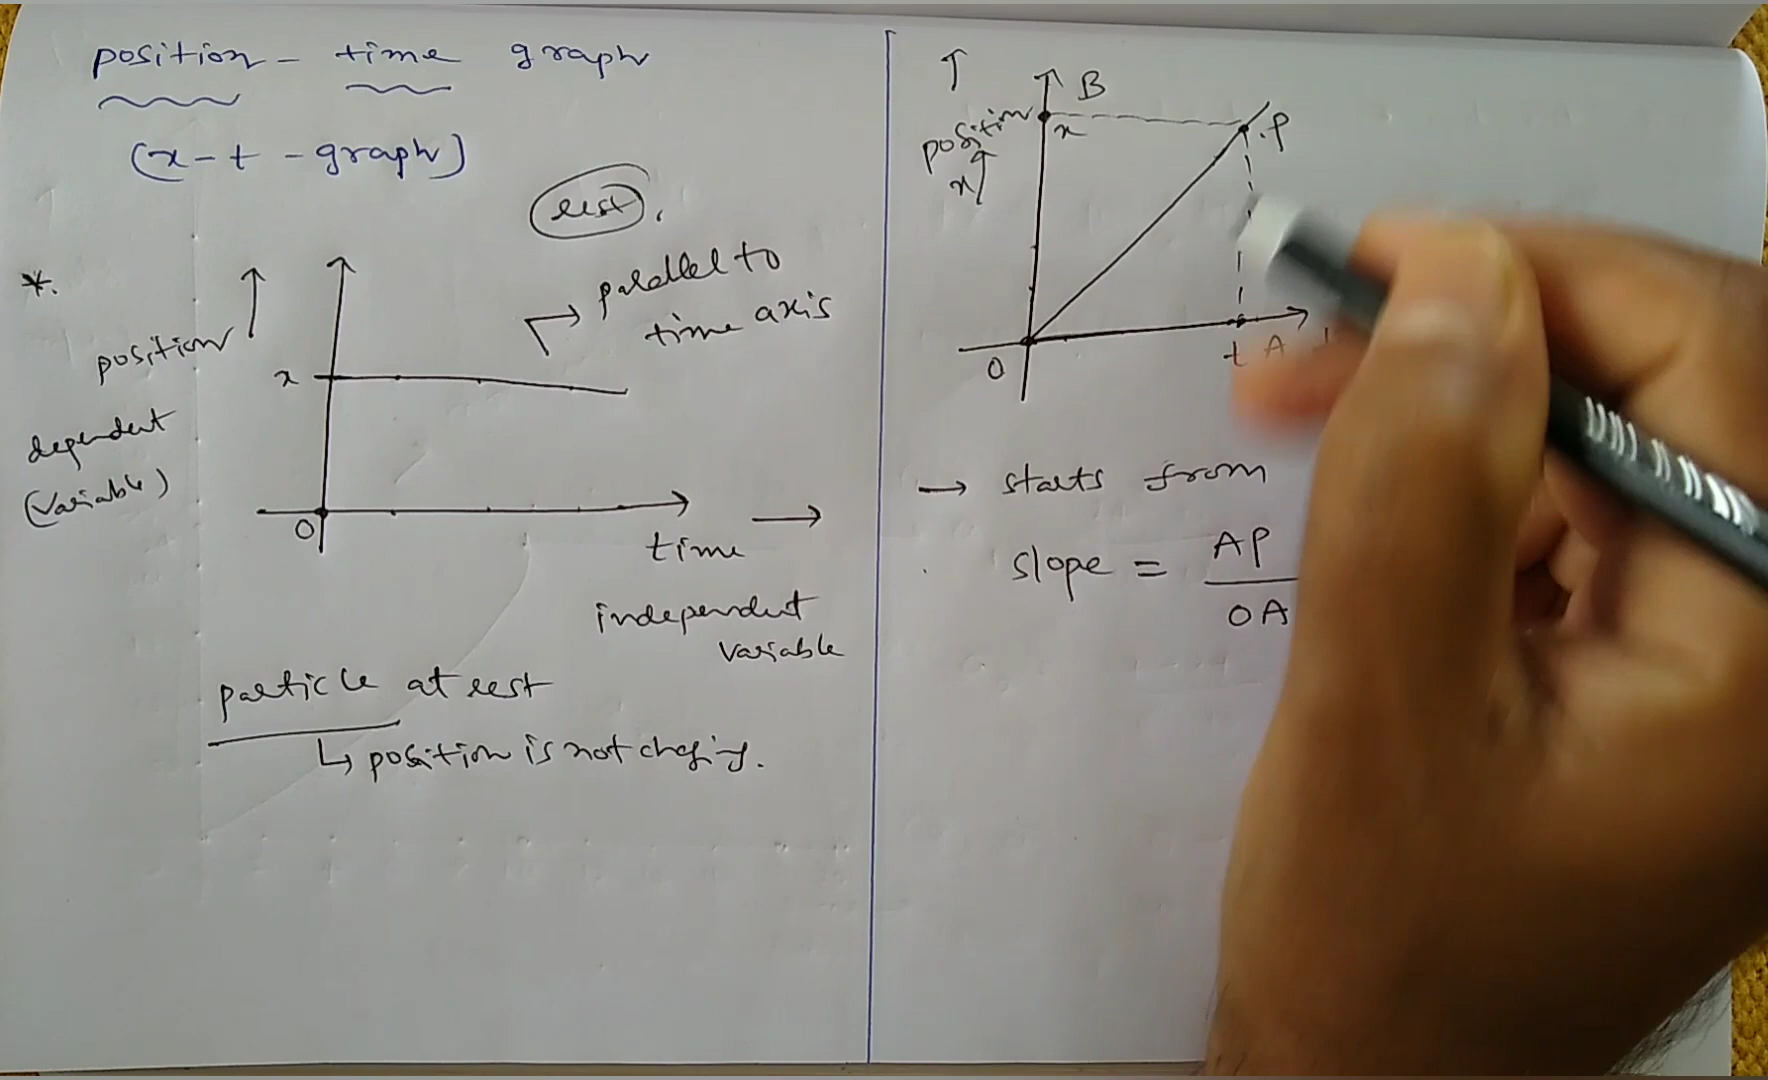 position - time graph
(x-t-graph)
rest.
*.
parallel to
time axis
position
x
dependent
(Variable)
O
time
independent
variable
particle at rest
↳ position is not chaging.
B
position
x
x
.P
O
t A
→ starts from
slope = AP
OA